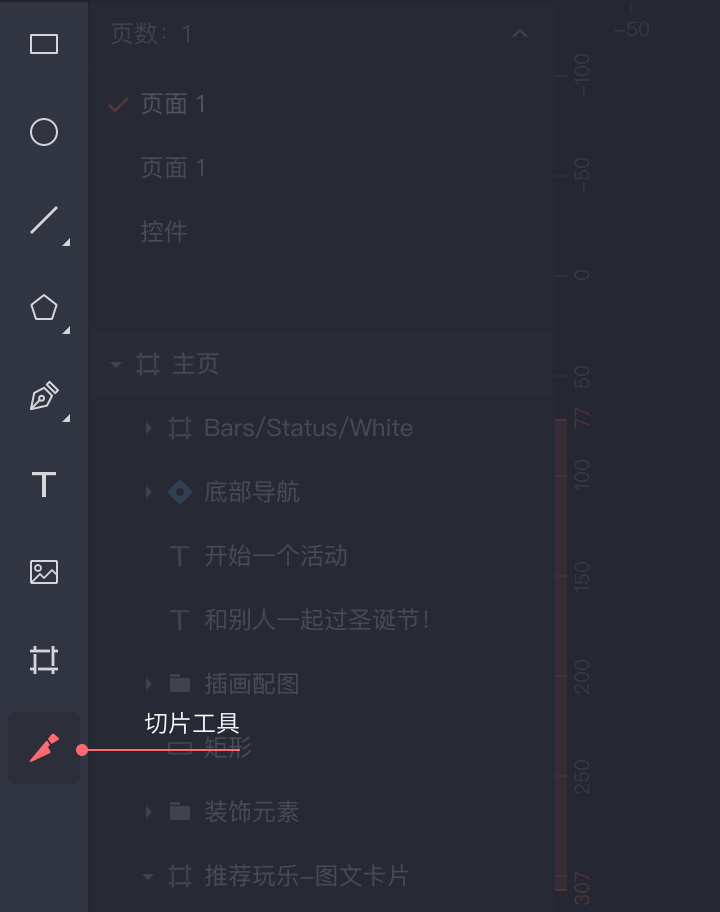 页数：1
-50
-100
页面 1
页面 1
-50
控件
0
主页
50
77
Bars/Status/White
100
底部导航
开始一个活动
150
和别人一起过圣诞节！
200
插画配图
切片工具
矩形
250
装饰元素
推荐玩乐-图文卡片
307